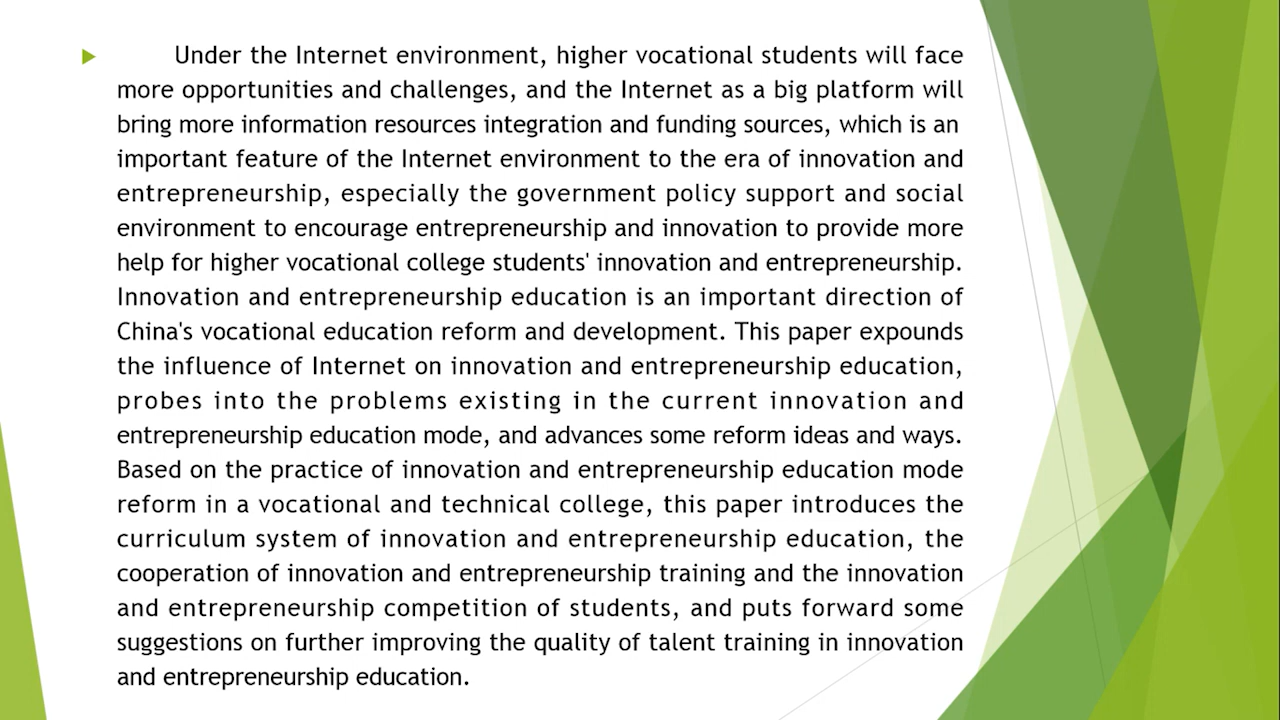 Under the Internet environment, higher vocational students will face
more opportunities and challenges, and the Internet as a big platform will
bring more information resources integration and funding sources, which is an
important feature of the Internet environment to the era of innovation and
entrepreneurship, especially the government policy support and social
environment to encourage entrepreneurship and innovation to provide more
help for higher vocational college students' innovation and entrepreneurship.
Innovation and entrepreneurship education is an important direction of
China's vocational education reform and development. This paper expounds
the influence of Internet on innovation and entrepreneurship education,
probes into the problems existing in the current innovation and
entrepreneurship education mode, and advances some reform ideas and ways.
Based on the practice of innovation and entrepreneurship education mode
reform in a vocational and technical college, this paper introduces the
curriculum system of innovation and entrepreneurship education, the
cooperation of innovation and entrepreneurship training and the innovation
and entrepreneurship competition of students, and puts forward some
suggestions on further improving the quality of talent training in innovation
and entrepreneurship education.